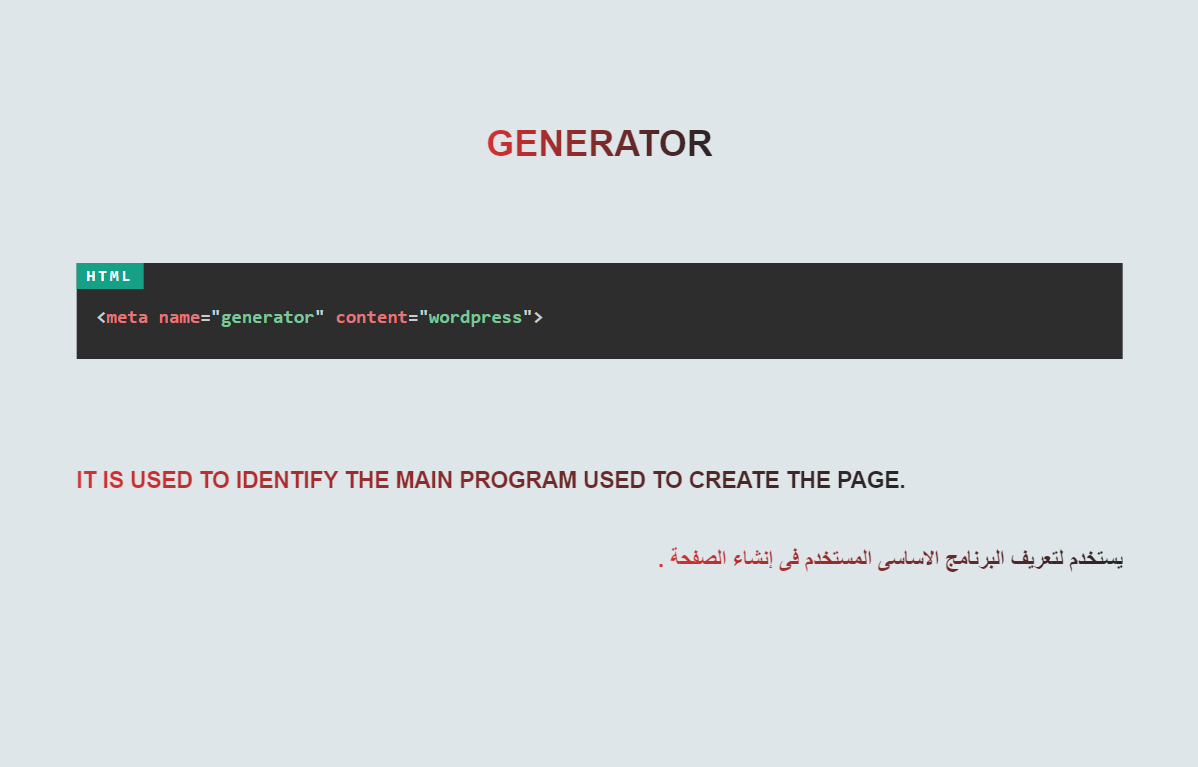 GENERATOR
HTML
<meta name="generator" content="wordpress">
IT IS USED TO IDENTIFY THE MAIN PROGRAM USED TO CREATE THE PAGE.
يستخدم لتعريف البرنامج الاساسى المستخدم فى إنشاء الصفحة .